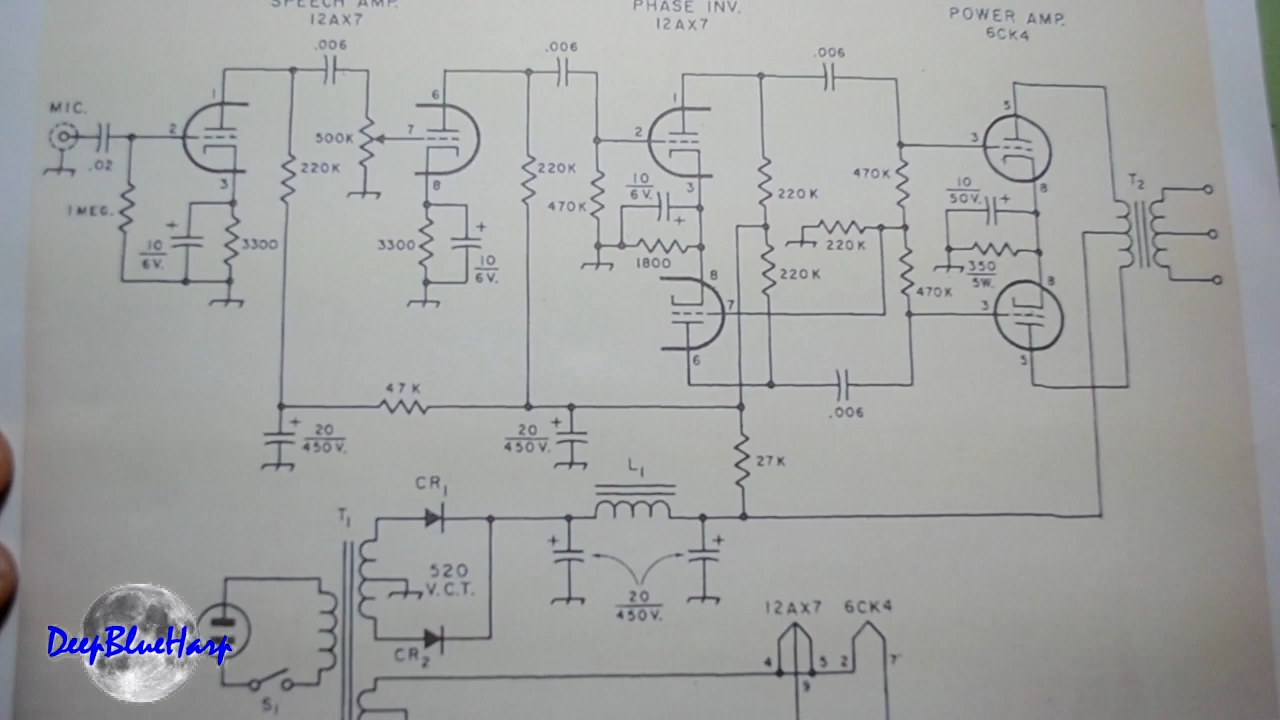 SPEECH AMP.
12AX7
PHASE INV.
12AX7
POWER AMP.
6CK4
.006
.006
.006
MIC.
1
6
1
5
2
500K
7
2
3
.02
220K
220K
470K
10
6V.
220K
470K
10
50V.
8
T2
3
8
3
1 MEG.
10
6V.
3300
3300
10
6V.
1800
220K
220K
350
5W.
470K
8
7
3
8
6
5
47K
.006
20
450V.
20
450V.
27K
L1
CR1
T1
520
V.C.T.
20
450V.
CR2
S1
12AX7
6CK4
4
5
2
7
9
DeepBlueHarp